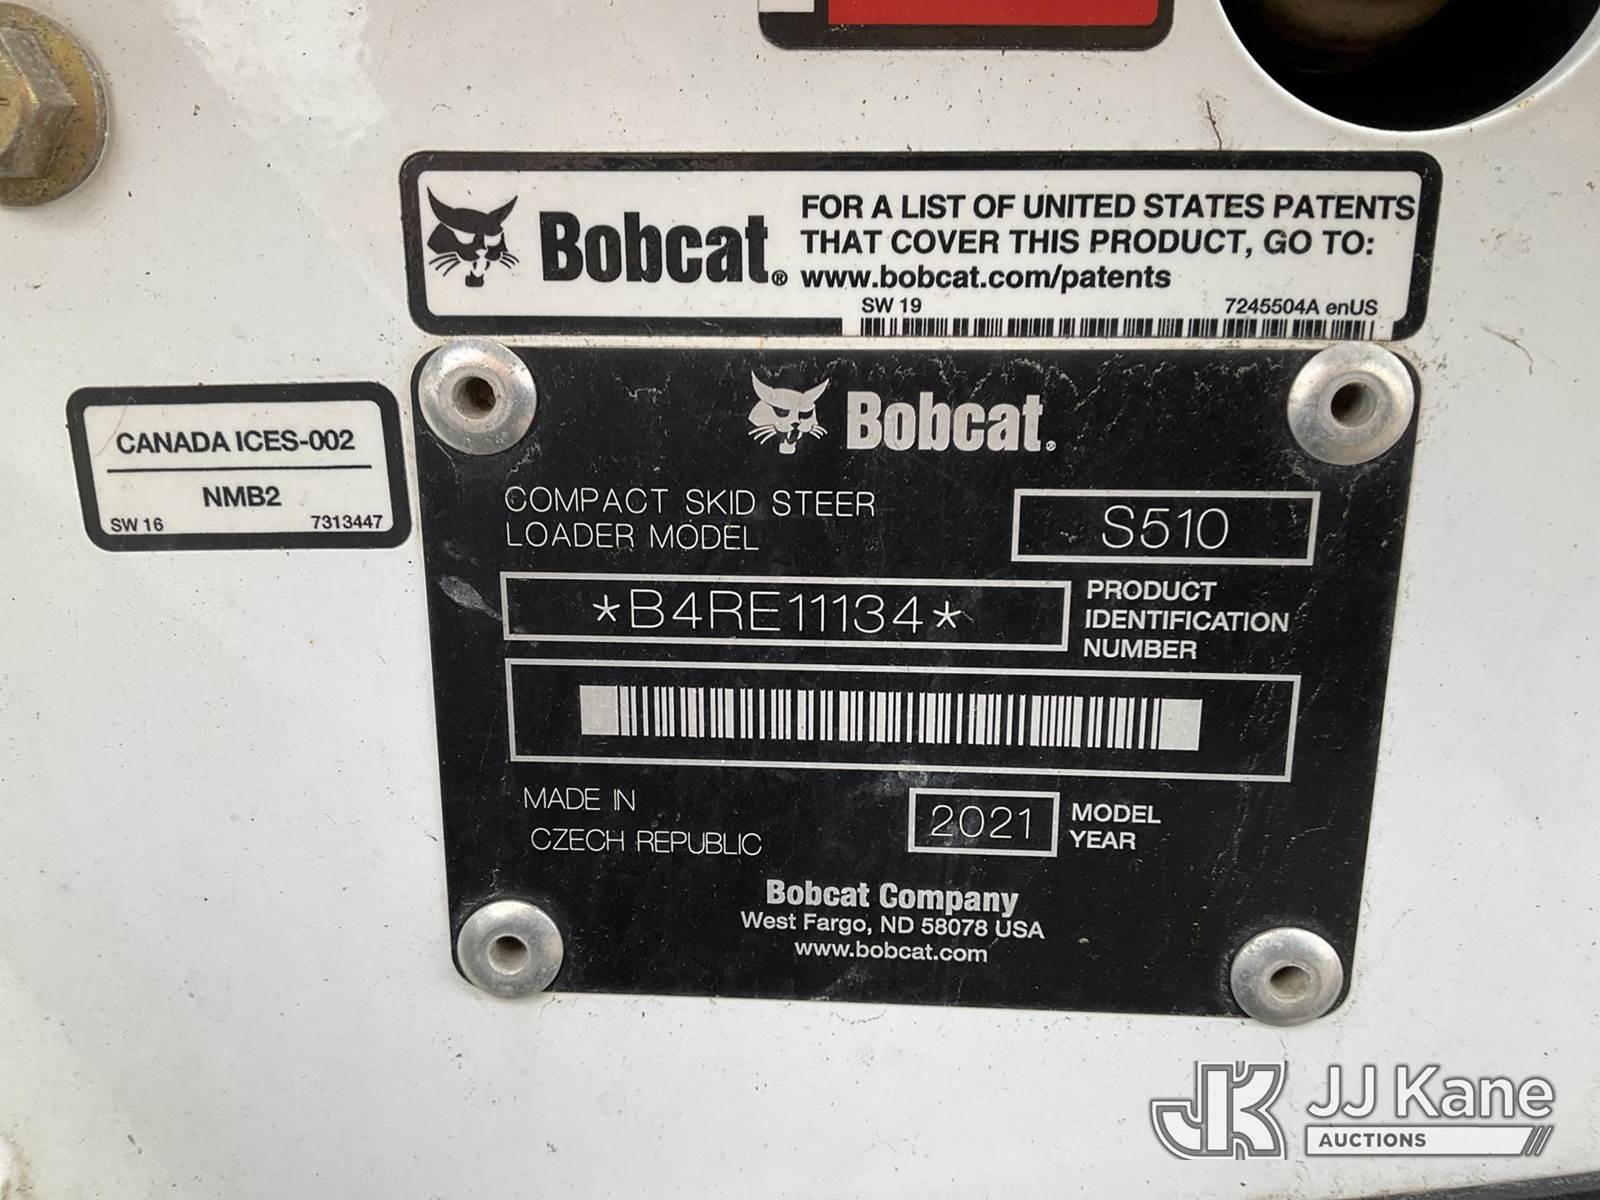 Bobcat®
FOR A LIST OF UNITED STATES PATENTS
THAT COVER THIS PRODUCT, GO TO:
www.bobcat.com/patents
SW 19 7245504A enUS
CANADA ICES-002
NMB2
SW 16 7313447
Bobcat®
COMPACT SKID STEER
LOADER MODEL
S510
*B4RE11134*
PRODUCT
IDENTIFICATION
NUMBER
MADE IN
CZECH REPUBLIC
2021
MODEL
YEAR
Bobcat Company
West Fargo, ND 58078 USA
www.bobcat.com
JK JJ Kane
AUCTIONS